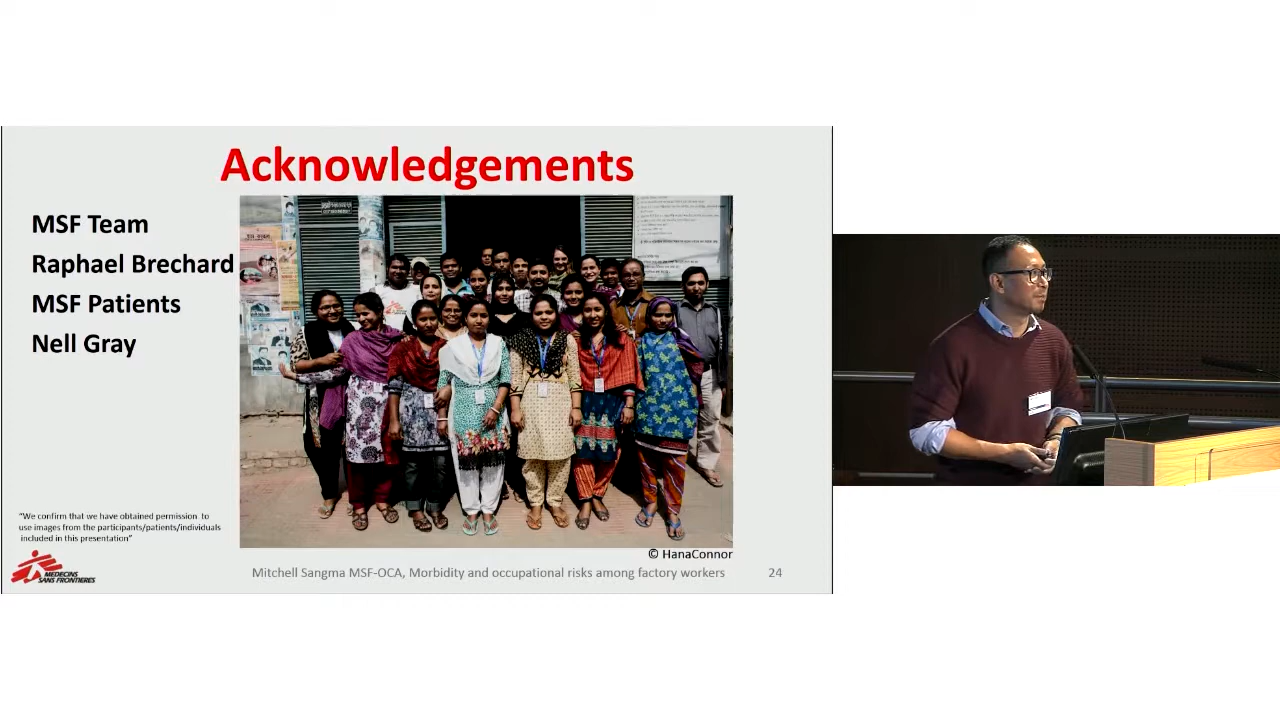 Acknowledgements
MSF Team
Raphael Brechard
MSF Patients
Nell Gray
"We confirm that we have obtained permission to
use images from the participants/patients/individuals
included in this presentation"
© HanaConnor
MEDECINS
SANS FRONTIERES
Mitchell Sangma MSF-OCA, Morbidity and occupational risks among factory workers
24